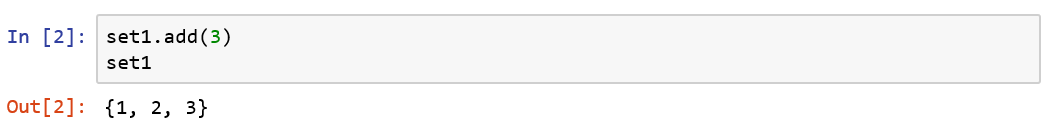 In [2]: set1.add(3)
set1
Out[2]: {1, 2, 3}